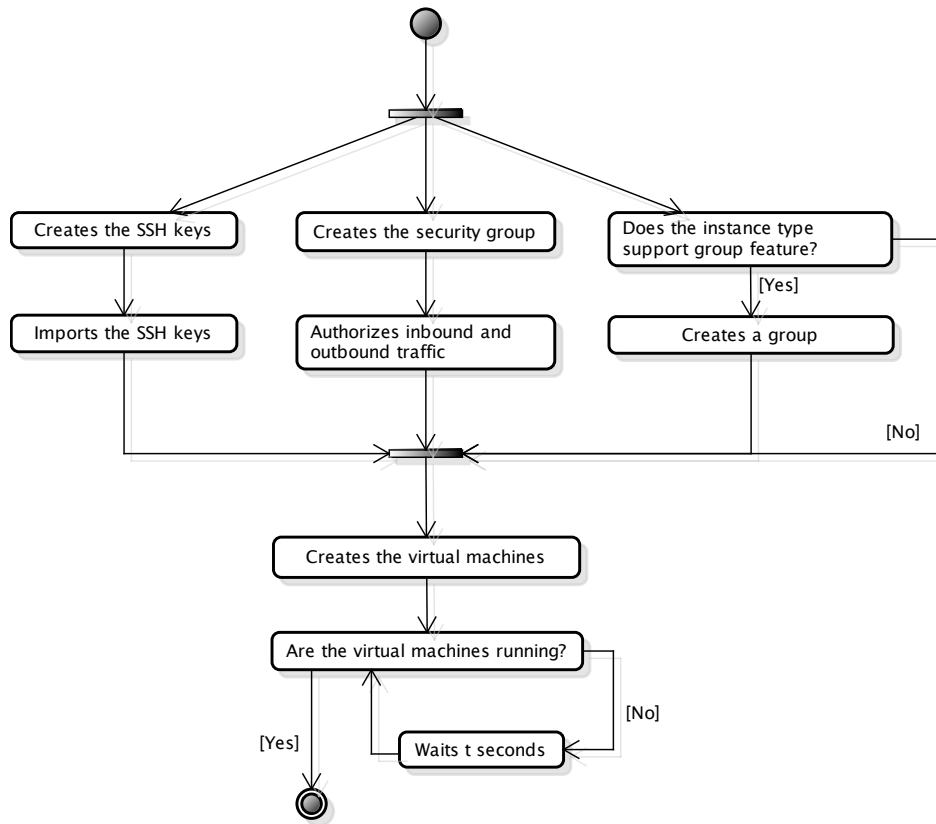 Creates the SSH keys
Creates the security group
Does the instance type
support group feature?
[Yes]
Imports the SSH keys
Authorizes inbound and
outbound traffic
Creates a group
[No]
Creates the virtual machines
Are the virtual machines running?
[No]
[Yes]
Waits t seconds